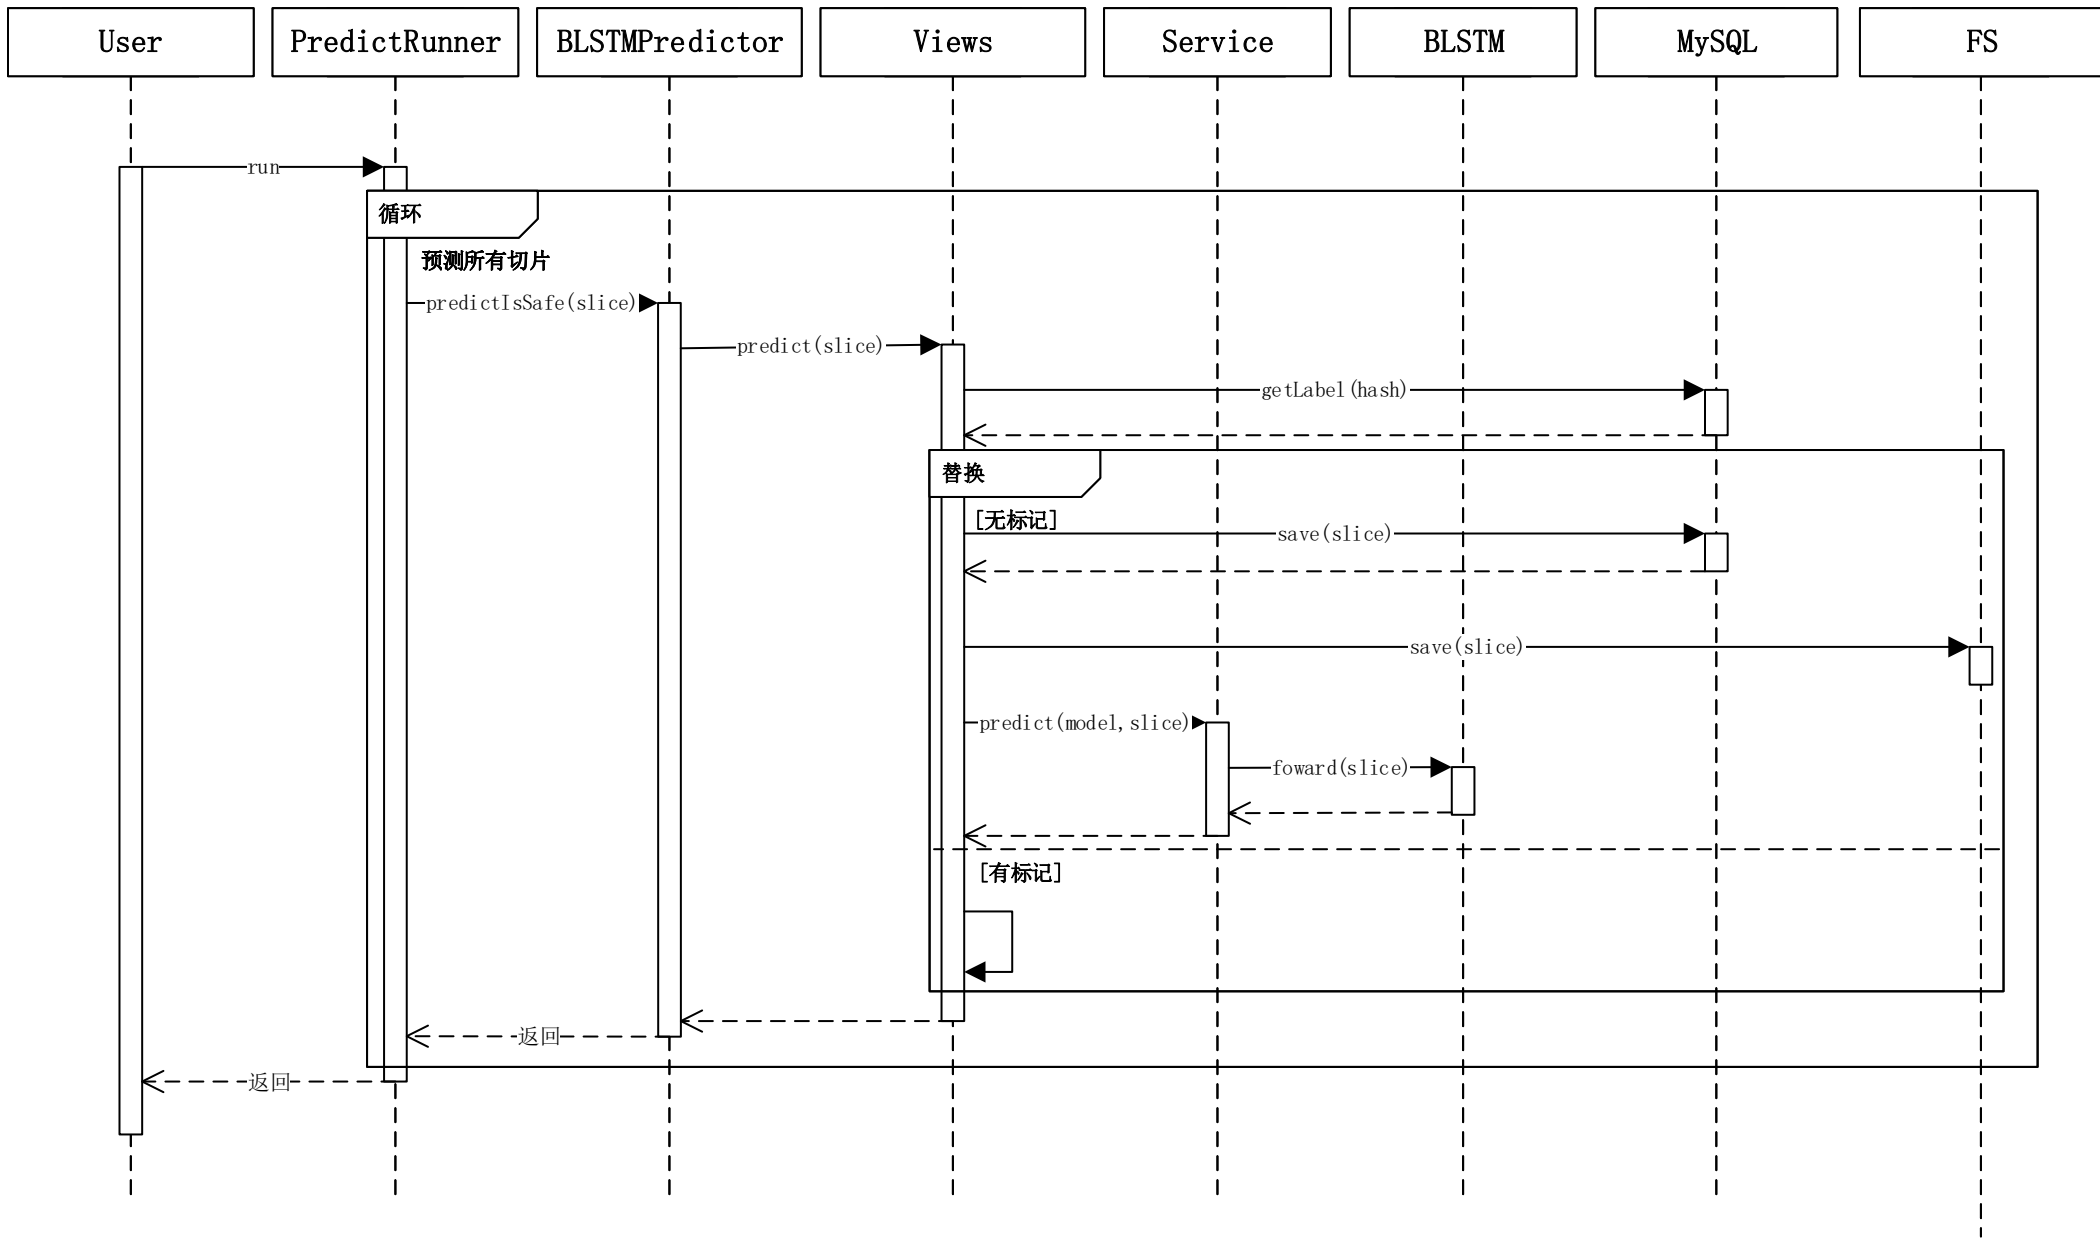 User
PredictRunner
BLSTMPredictor
Views
Service
BLSTM
MySQL
FS
run
循环
预测所有切片
predictIsSafe(slice)
predict(slice)
getLabel(hash)
替换
[无标记]
save(slice)
save(slice)
predict(model,slice)
foward(slice)
[有标记]
返回
返回